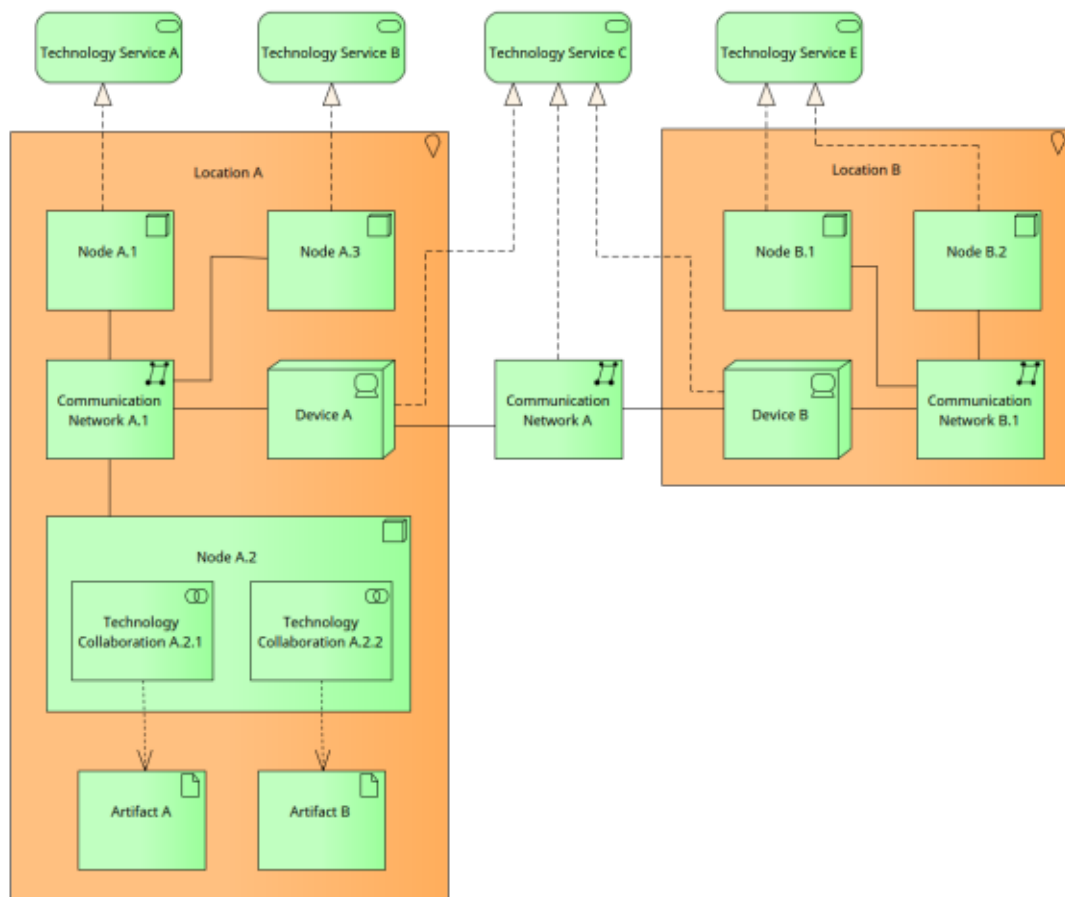 Technology Service A
Technology Service B
Technology Service C
Technology Service E
Location A
Location B
Node A.1
Node A.3
Node B.1
Node B.2
Communication
Network A.1
Device A
Communication
Network A
Device B
Communication
Network B.1
Node A.2
Technology
Collaboration A.2.1
Technology
Collaboration A.2.2
Artifact A
Artifact B